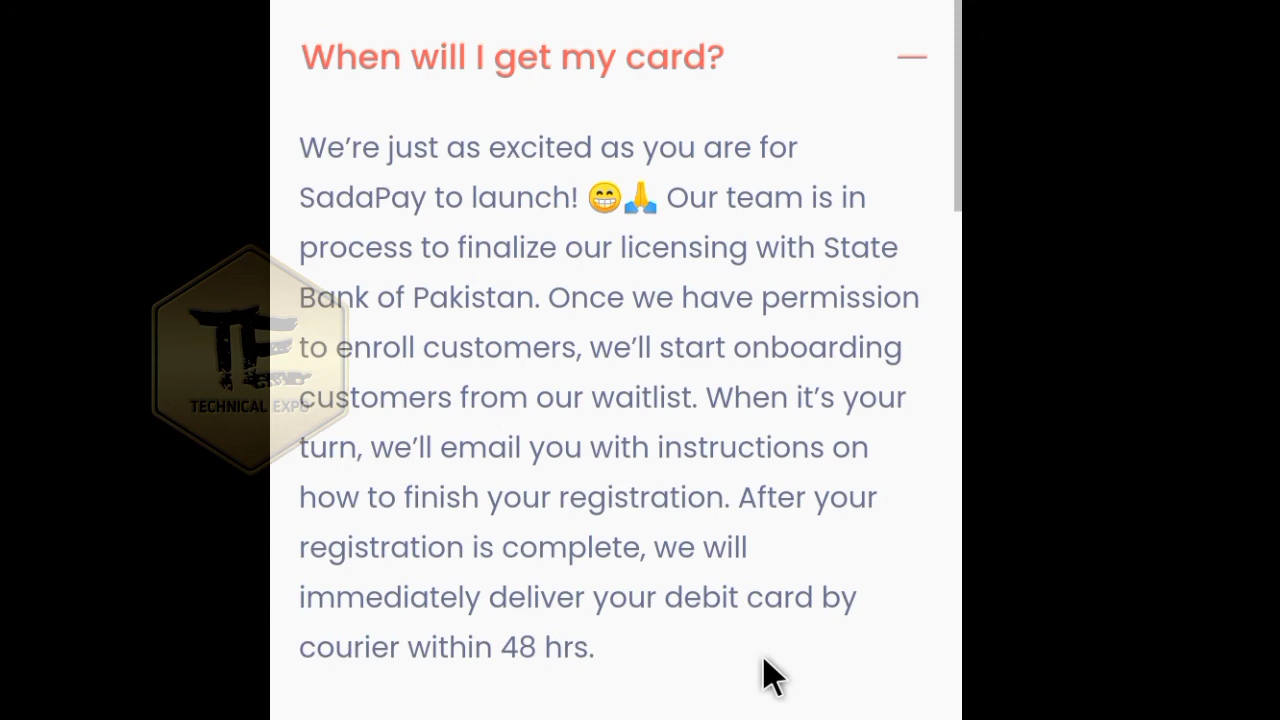 When will I get my card?
We’re just as excited as you are for
SadaPay to launch! 😁🙏 Our team is in
process to finalize our licensing with State
Bank of Pakistan. Once we have permission
to enroll customers, we’ll start onboarding
customers from our waitlist. When it’s your
turn, we’ll email you with instructions on
how to finish your registration. After your
registration is complete, we will
immediately deliver your debit card by
courier within 48 hrs.
TE
TECHNICAL EXPO